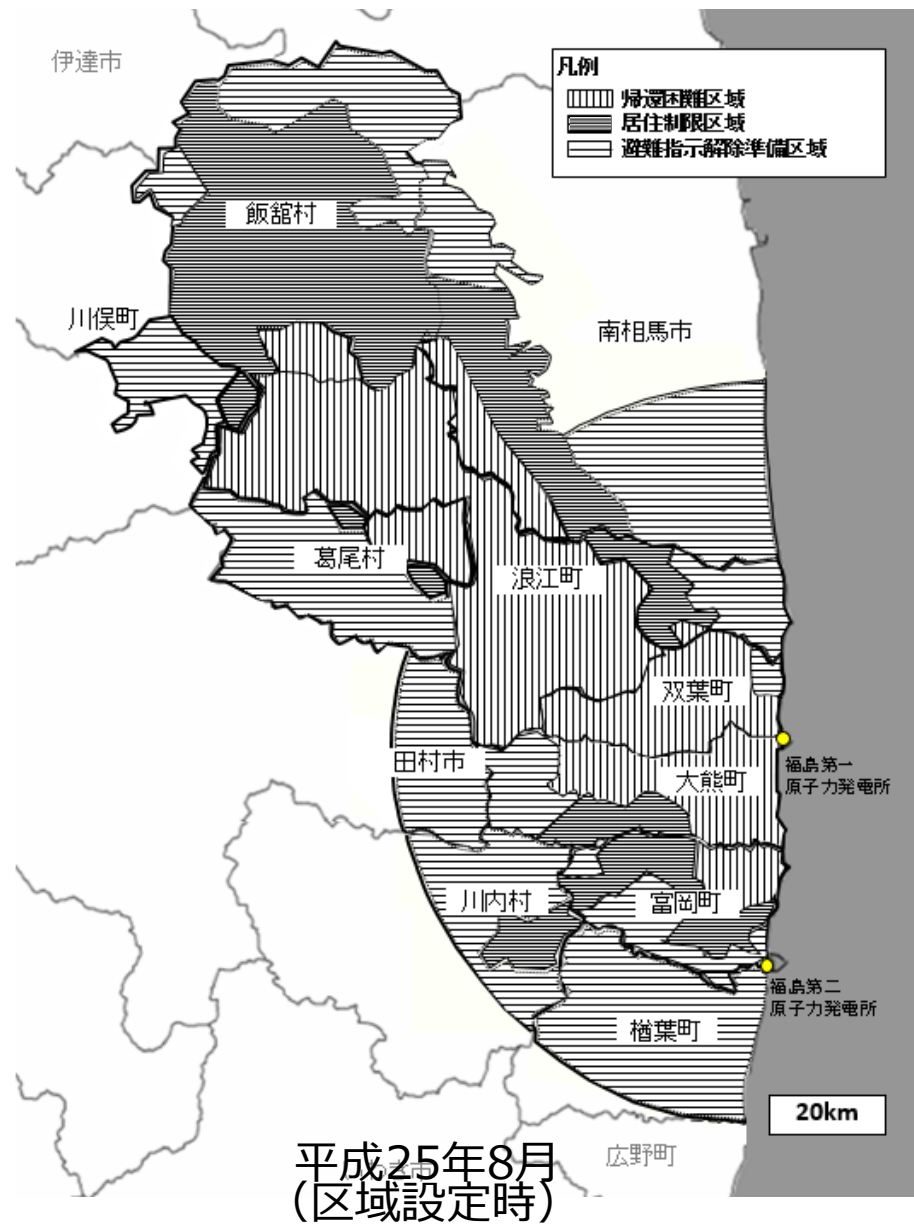 伊達市
凡例
帰還困難区域
居住制限区域
避難指示解除準備区域
飯舘村
川俣町
南相馬市
葛尾村
浪江町
双葉町
田村市
大熊町
福島第一
原子力発電所
川内村
富岡町
福島第二
原子力発電所
楢葉町
20km
広野町
平成25年8月
（区域設定時）